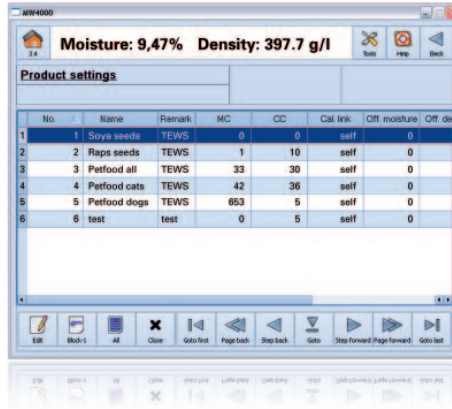 MW4000
3.4 Moisture: 9,47% Density: 397.7 g/l Tools Help Back
Product settings
No. Name Remark MC CC Cal. link Off. moisture Off. de
1 1 Soya seeds TEWS 0 0 self 0
2 2 Raps seeds TEWS 1 10 self 0
3 3 Petfood all TEWS 33 30 self 0
4 4 Petfood cats TEWS 42 36 self 0
5 5 Petfood dogs TEWS 653 5 self 0
6 6 test test 0 5 self 0
Edit Block-1 All Close Goto first Page back Step back Goto Step forward Page forward Goto last